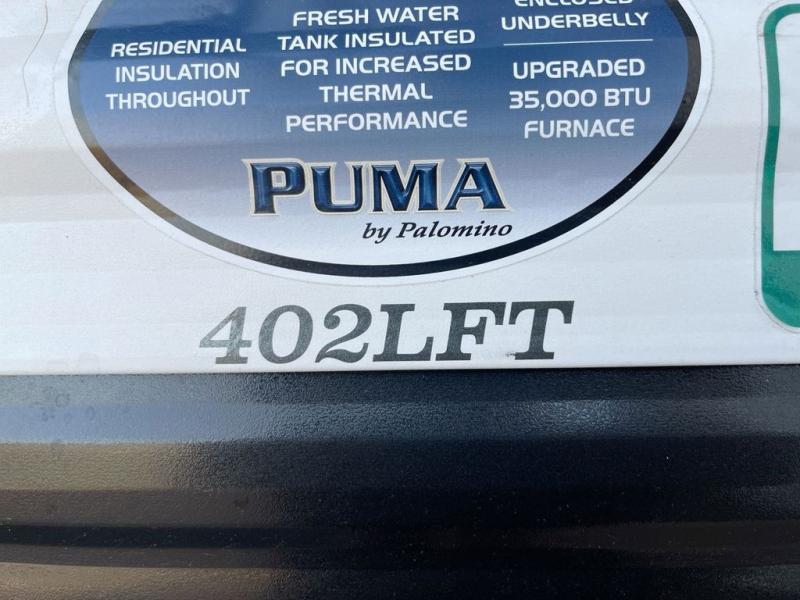 RESIDENTIAL
INSULATION
THROUGHOUT
FRESH WATER
TANK INSULATED
FOR INCREASED
THERMAL
PERFORMANCE
ENCLOSED
UNDERBELLY
UPGRADED
35,000 BTU
FURNACE
PUMA
by Palomino
402LFT